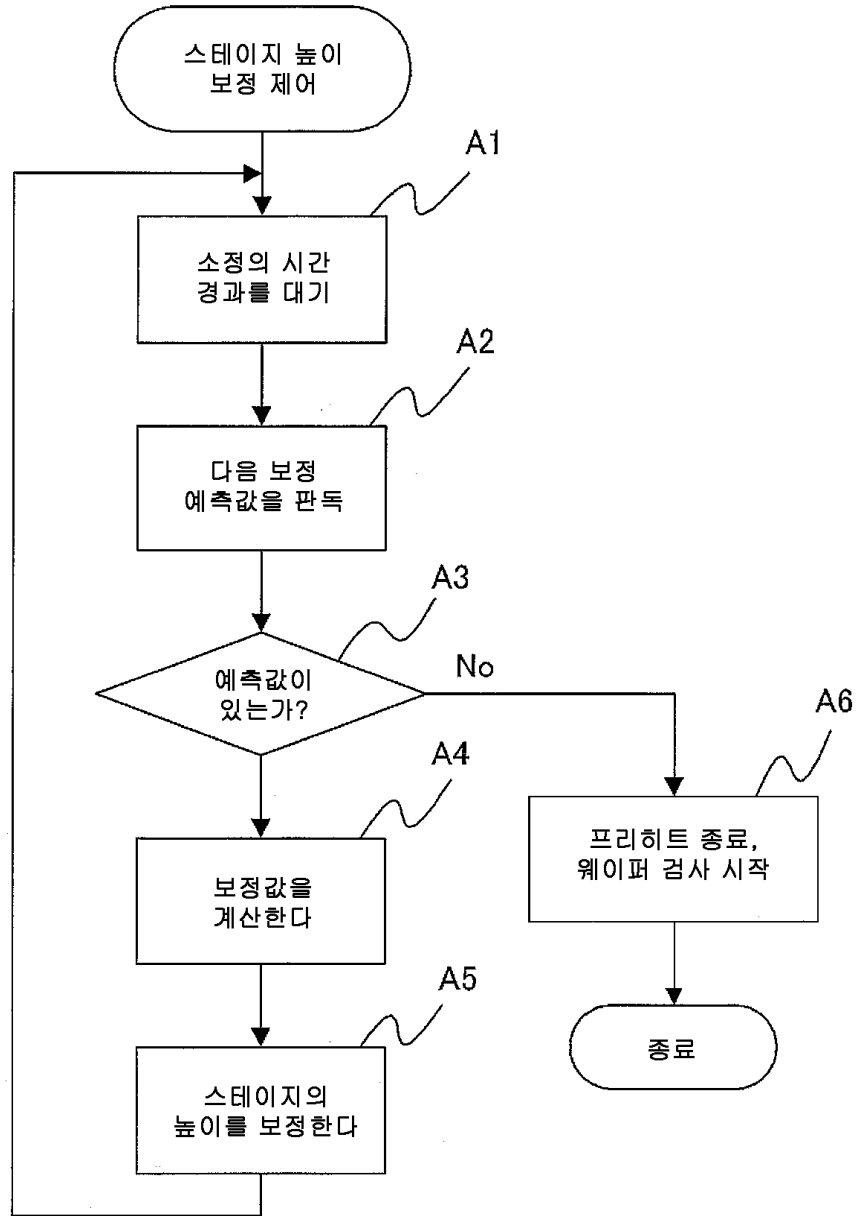 스테이지 높이
보정 제어
A1
소정의 시간
경과를 대기
A2
다음 보정
예측값을 판독
A3
예측값이
있는가?
No
A4
보정값을
계산한다
A5
스테이지의
높이를 보정한다
A6
프리히트 종료,
웨이퍼 검사 시작
종료